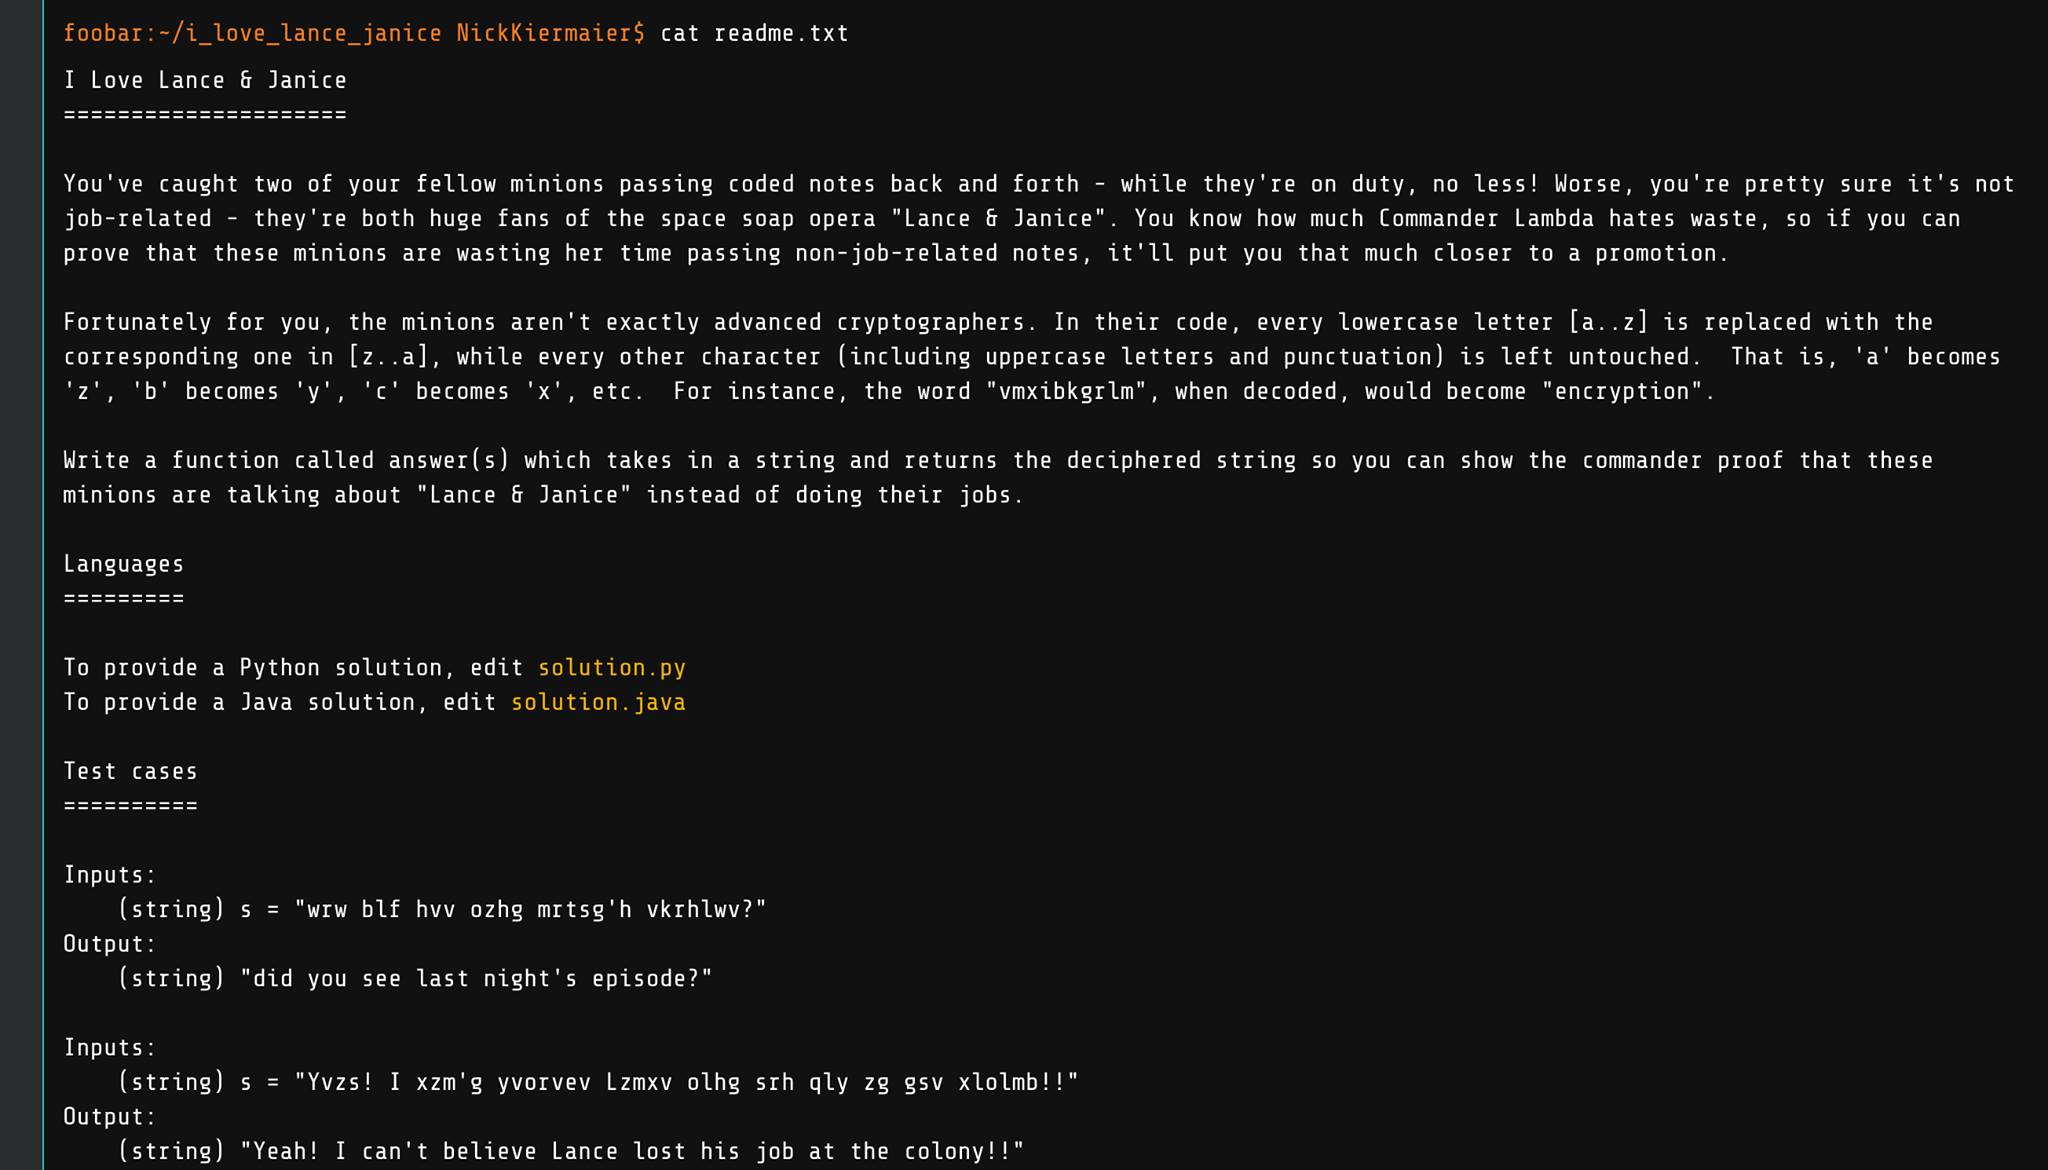 foobar:~/i_love_lance_janice NickKiermaier$ cat readme.txt
I Love Lance & Janice
=====================
You've caught two of your fellow minions passing coded notes back and forth - while they're on duty, no less! Worse, you're pretty sure it's not
job-related - they're both huge fans of the space soap opera "Lance & Janice". You know how much Commander Lambda hates waste, so if you can
prove that these minions are wasting her time passing non-job-related notes, it'll put you that much closer to a promotion.
Fortunately for you, the minions aren't exactly advanced cryptographers. In their code, every lowercase letter [a..z] is replaced with the
corresponding one in [z..a], while every other character (including uppercase letters and punctuation) is left untouched.  That is, 'a' becomes
'z', 'b' becomes 'y', 'c' becomes 'x', etc.  For instance, the word "vmxibkgrlm", when decoded, would become "encryption".
Write a function called answer(s) which takes in a string and returns the deciphered string so you can show the commander proof that these
minions are talking about "Lance & Janice" instead of doing their jobs.
Languages
=========
To provide a Python solution, edit solution.py
To provide a Java solution, edit solution.java
Test cases
==========
Inputs:
    (string) s = "wrw blf hvv ozhg mrtsg'h vkrhlwv?"
Output:
    (string) "did you see last night's episode?"
Inputs:
    (string) s = "Yvzs! I xzm'g yvorvev Lzmxv olhg srh qly zg gsv xlolmb!!"
Output:
    (string) "Yeah! I can't believe Lance lost his job at the colony!!"